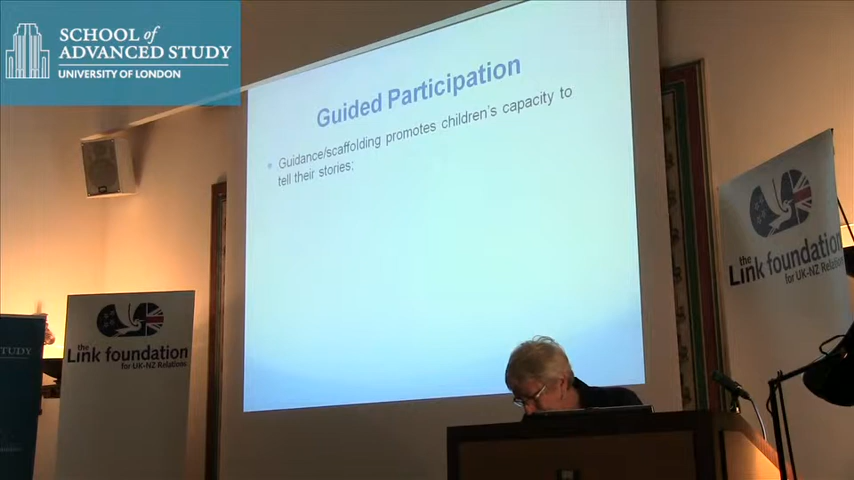 SCHOOL of
ADVANCED STUDY
UNIVERSITY OF LONDON
Guided Participation
Guidance/scaffolding promotes children's capacity to
tell their stories;
the
Link foundation
for UK-NZ Relations
the
Link foundation
for UK-NZ Relations
STUDY